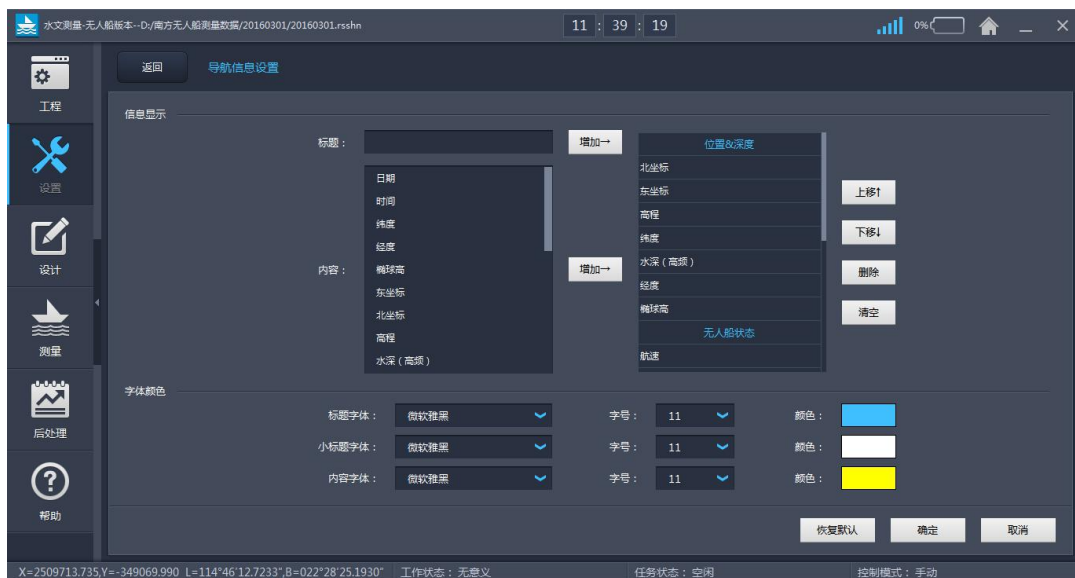 水文测量-无人船版本--D:/南方无人船测量数据/20160301/20160301.rsshn 11 : 39 : 19 0%
返回 导航信息设置
工程
设置
设计
测量
后处理
帮助
信息显示
标题： 增加→
内容： 增加→
日期
时间
纬度
经度
椭球高
东坐标
北坐标
高程
水深（高频）
位置&深度
北坐标
东坐标
高程
纬度
水深（高频）
经度
椭球高
无人船状态
航速
上移↑
下移↓
删除
清空
字体颜色
标题字体： 微软雅黑 字号： 11 颜色：
小标题字体： 微软雅黑 字号： 11 颜色：
内容字体： 微软雅黑 字号： 11 颜色：
恢复默认 确定 取消
X=2509713.735,Y=-349069.990 L=114°46'12.7233",B=022°28'25.1930" 工作状态：无意义 任务状态：空闲 控制模式：手动